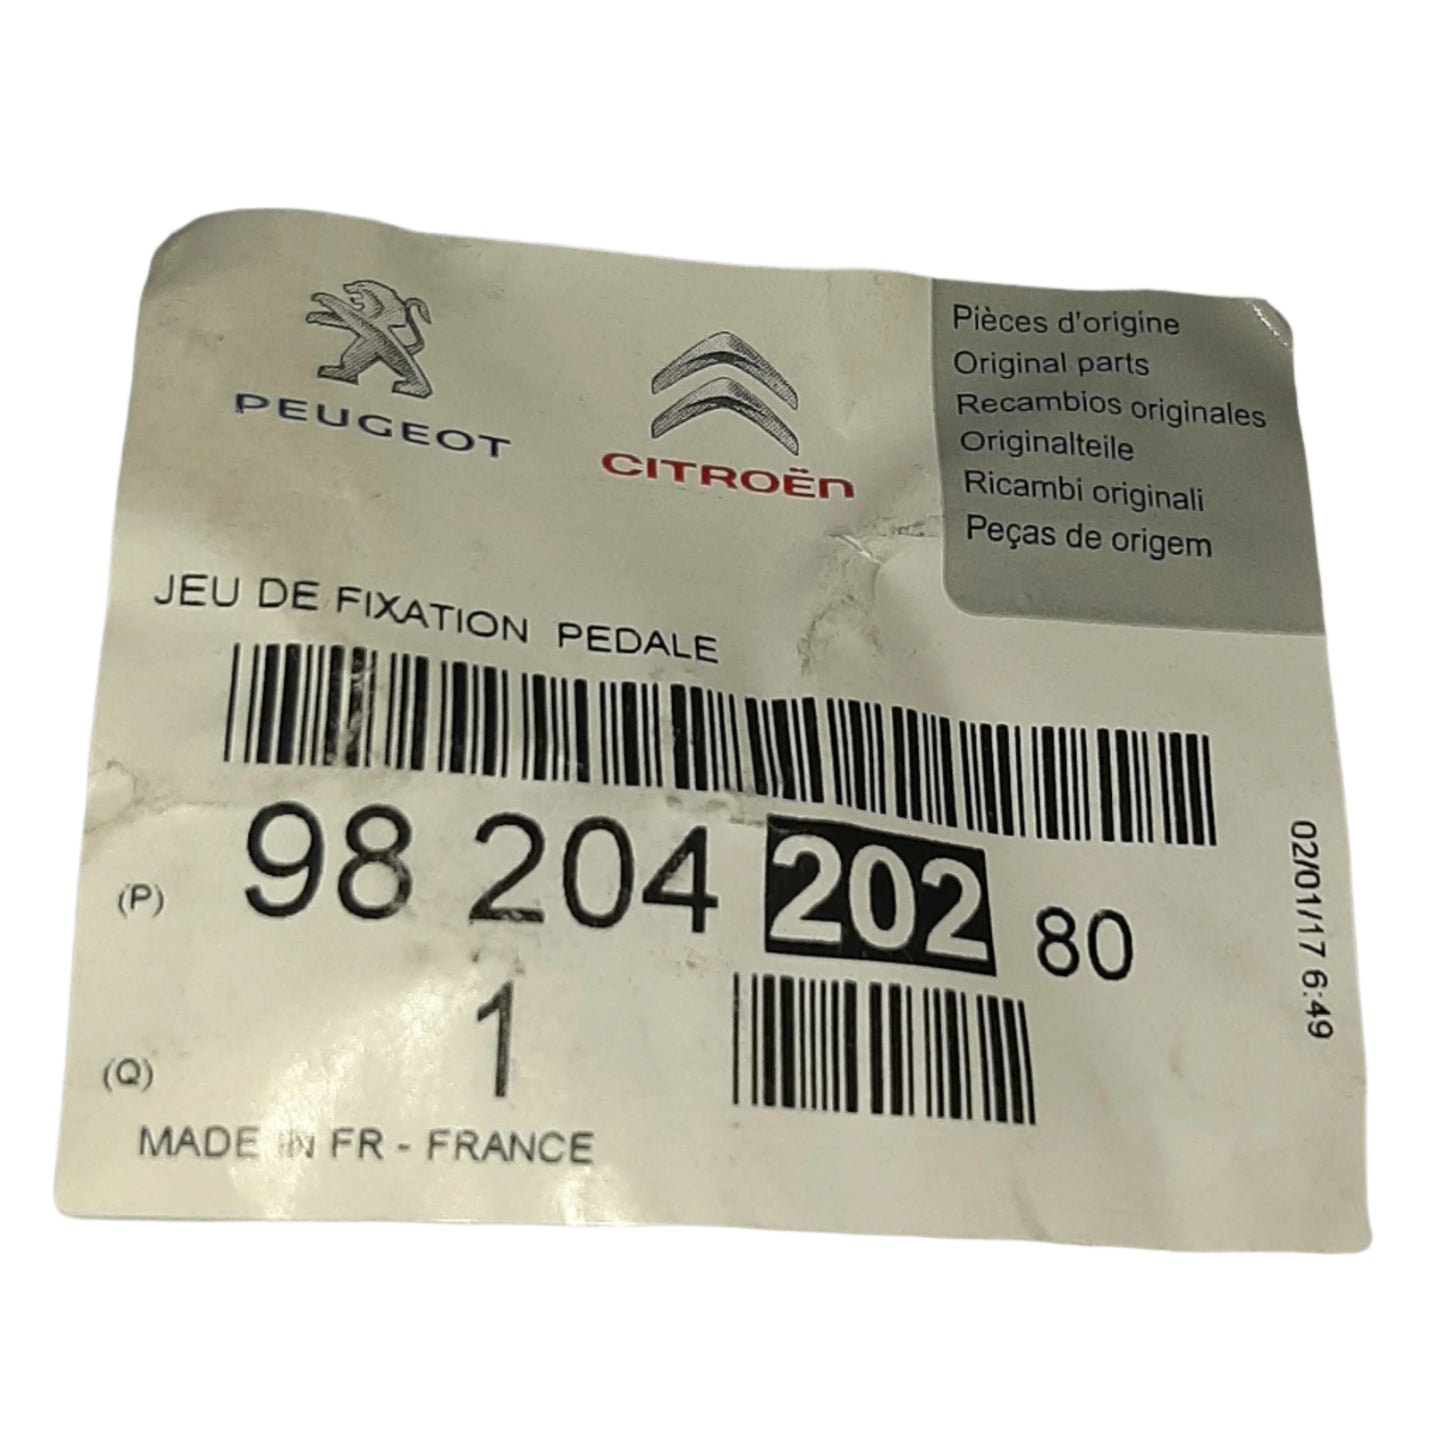 PEUGEOT
CITROËN
Pièces d'origine
Original parts
Recambios originales
Originalteile
Ricambi originali
Peças de origem
JEU DE FIXATION PEDALE
(P) 98 204 202 80
(Q) 1
MADE IN FR - FRANCE
02/01/17 6:49